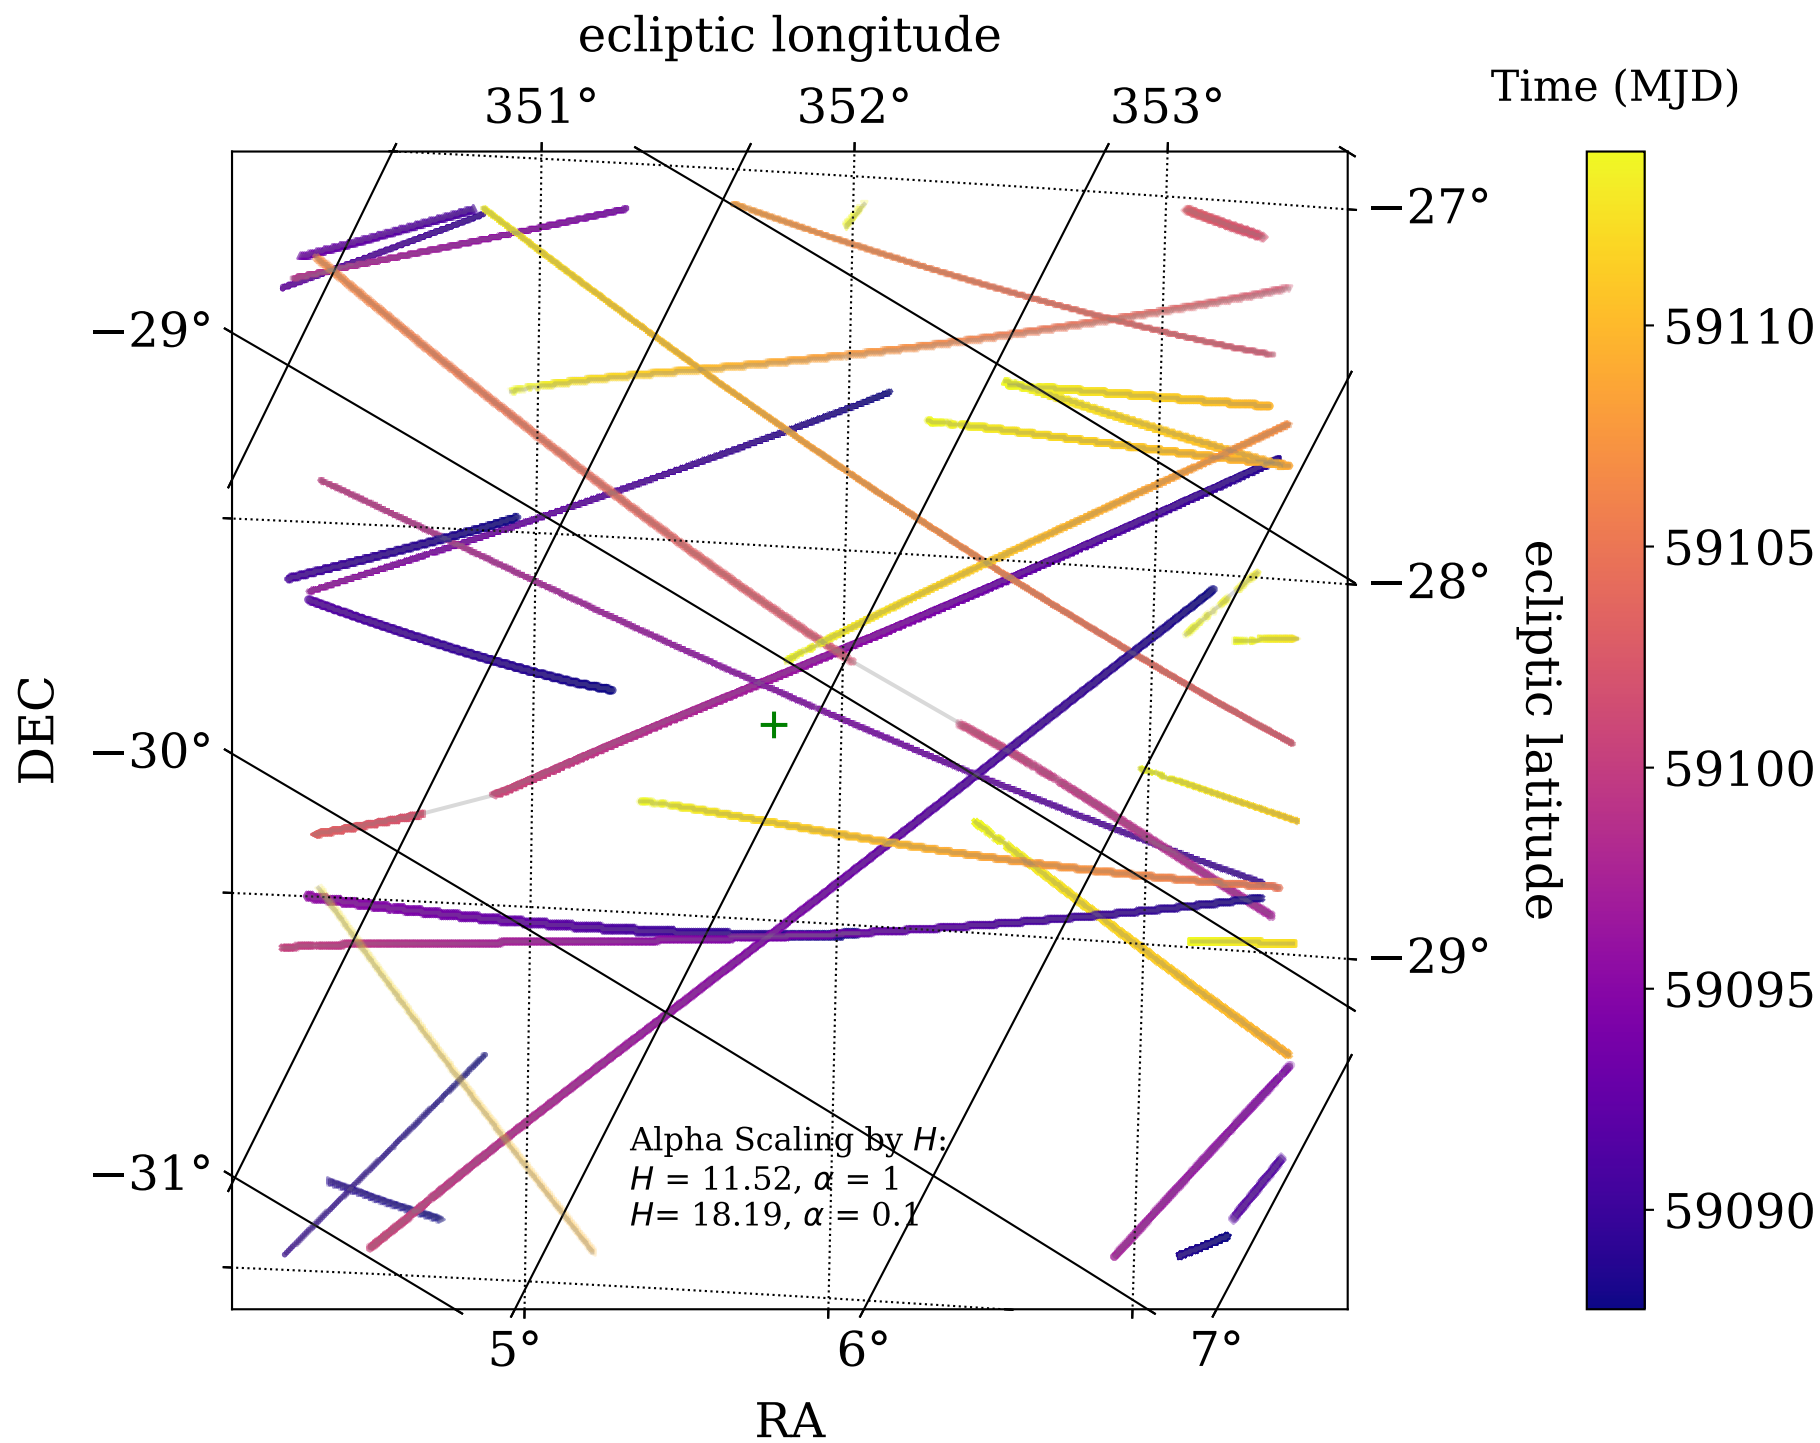 ecliptic longitude
Time (MJD)
351° 352° 353°
−27°
−29°
59110
59105
−28°
ecliptic latitude
DEC
−30°
59100
−29°
59095
Alpha Scaling by H:
−31°
H = 11.52, α = 1
H= 18.19, α = 0.1
59090
5° 6° 7°
RA